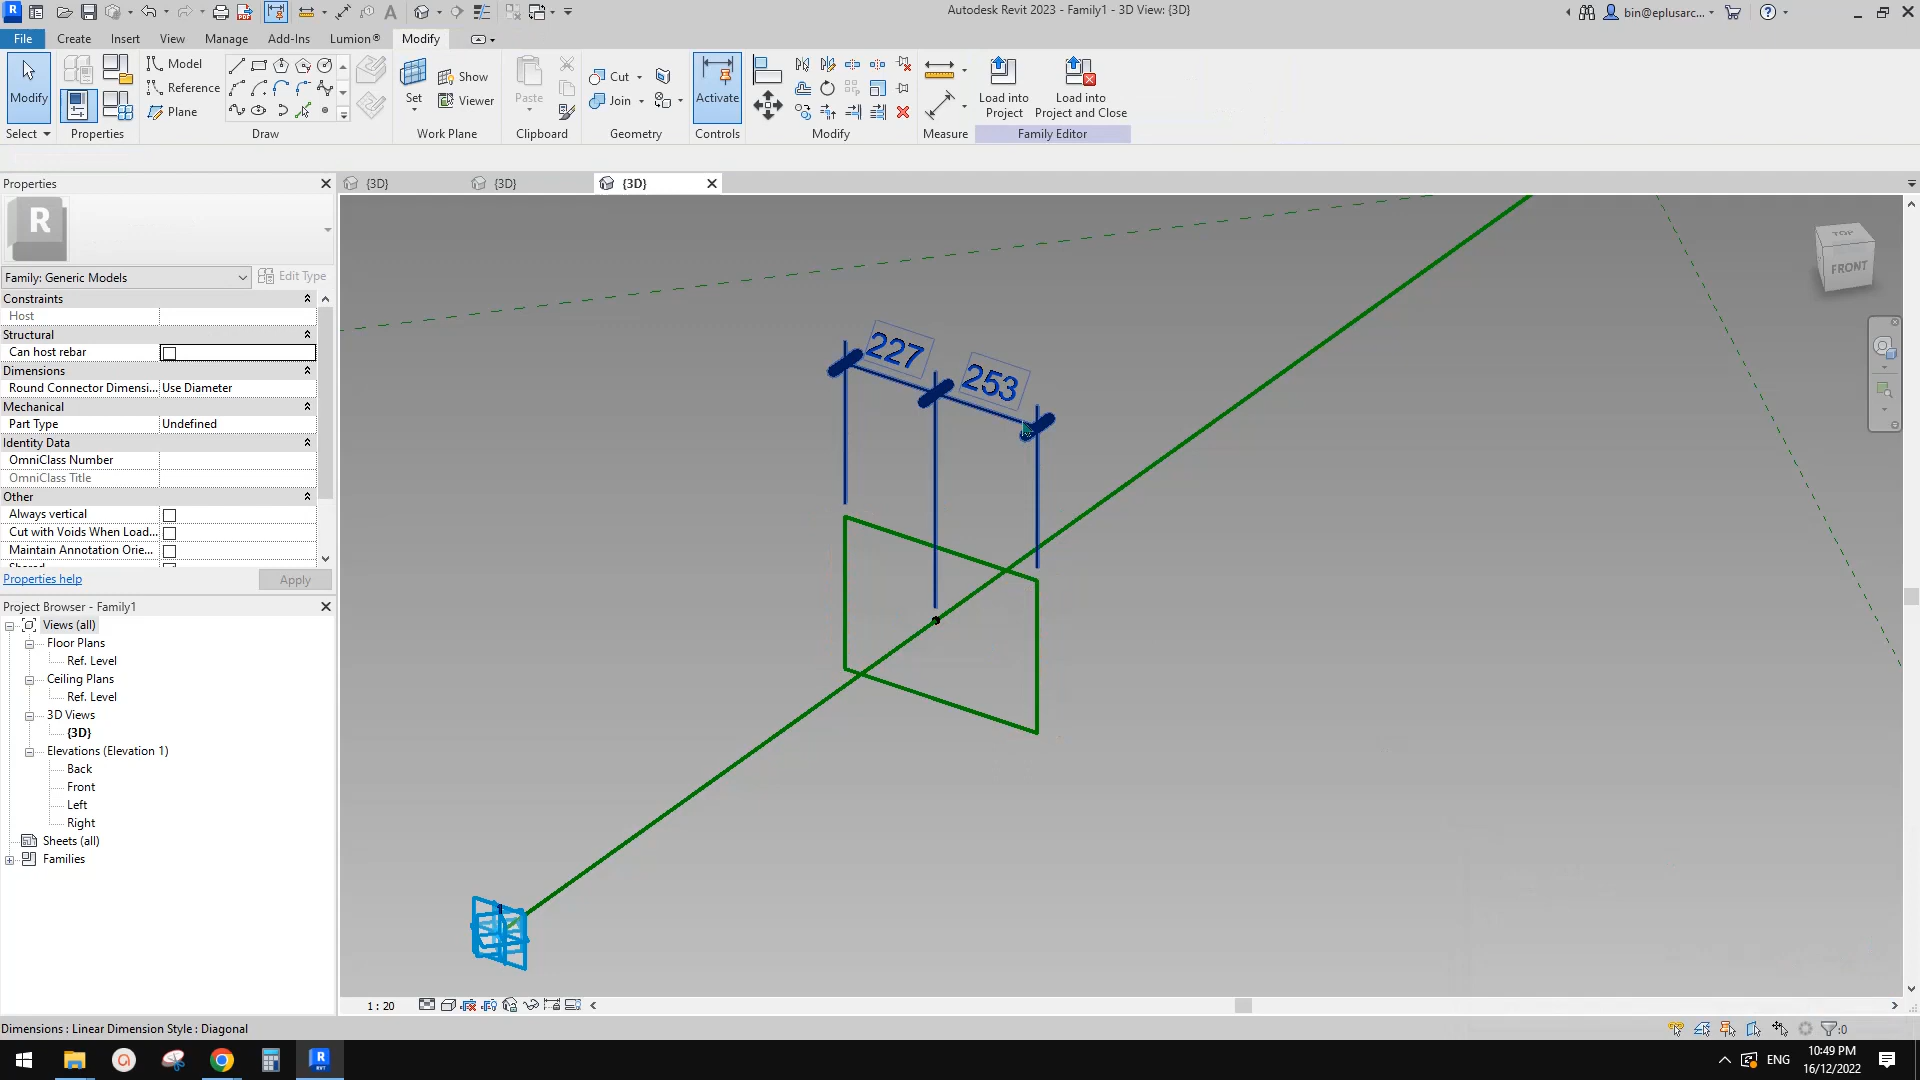 Autodesk Revit 2023 - Family1 - 3D View: {3D}
bin@eplusarc...
File Create Insert View Manage Add-Ins Lumion® Modify
Modify
Model
Reference
Plane
Set
Show
Viewer
Paste
Cut
Join
Activate
Load into
Project
Load into
Project and Close
Select Properties Draw Work Plane Clipboard Geometry Controls Modify Measure Family Editor
Properties
{3D} {3D} {3D}
R
Family: Generic Models
Edit Type
Constraints
Host
Structural
Can host rebar
Dimensions
Round Connector Dimensi... Use Diameter
Mechanical
Part Type Undefined
Identity Data
OmniClass Number
OmniClass Title
Other
Always vertical
Cut with Voids When Load...
Maintain Annotation Orie...
Properties help
Apply
Project Browser - Family1
Views (all)
Floor Plans
Ref. Level
Ceiling Plans
Ref. Level
3D Views
{3D}
Elevations (Elevation 1)
Back
Front
Left
Right
Sheets (all)
Families
227
253
TOP
FRONT
1 : 20
Dimensions : Linear Dimension Style : Diagonal
:0
ENG
10:49 PM
16/12/2022